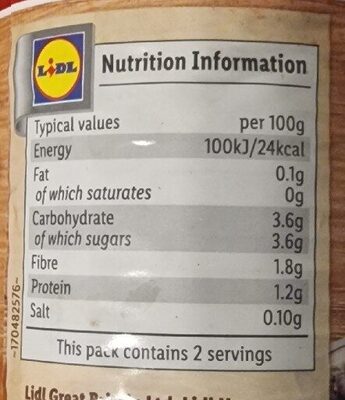 LIDL
Nutrition Information
Typical values per 100g
Energy 100kJ/24kcal
Fat 0.1g
of which saturates 0g
Carbohydrate 3.6g
of which sugars 3.6g
Fibre 1.8g
Protein 1.2g
Salt 0.10g
This pack contains 2 servings
~170482576~
Lidl Great